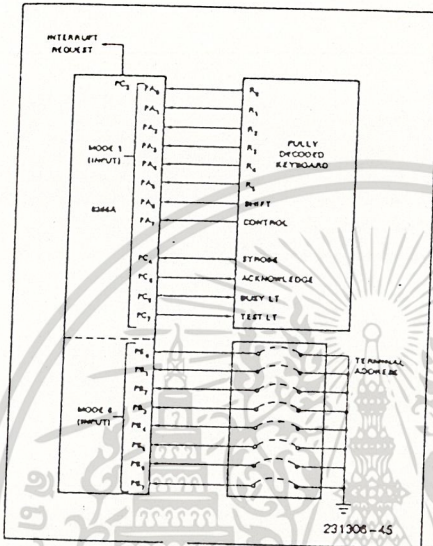 INTERRUPT
REQUEST
PC3
PA0 R0
PA1 R1
PA2 R2
PA3 R3
PA4 R4
PA5 R5
PA6 SHIFT
PA7 CONTROL
MODE 1
(INPUT)
FULLY
DECODED
KEYBOARD
PC4 STROBE
PC5 ACKNOWLEDGE
BUSY LT
PC7 TEST LT
MODE 0
(INPUT)
PB0
PB1
PB2
PB3
PB4
PB5
PB6
PB7
TERMINAL
ADDRESS
231308-45